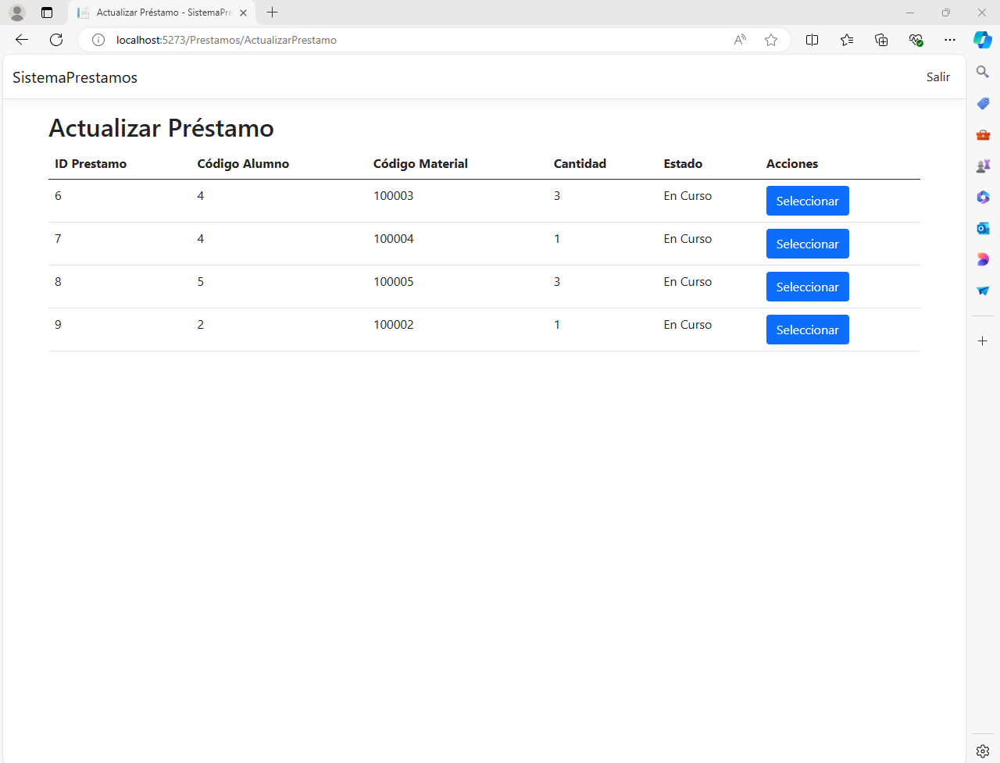 Actualizar Préstamo - SistemaPre
localhost:5273/Prestamos/ActualizarPrestamo
SistemaPrestamos Salir
Actualizar Préstamo
ID Prestamo Código Alumno Código Material Cantidad Estado Acciones
6 4 100003 3 En Curso Seleccionar
7 4 100004 1 En Curso Seleccionar
8 5 100005 3 En Curso Seleccionar
9 2 100002 1 En Curso Seleccionar